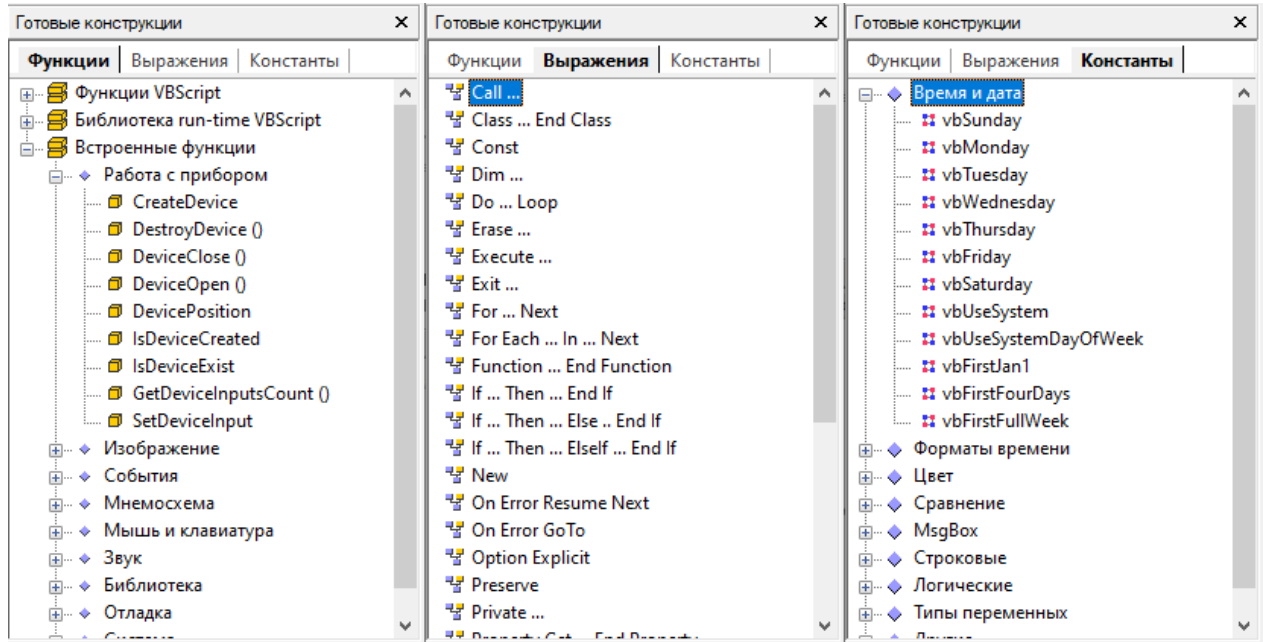 Готовые конструкции
Функции Выражения Константы
Функции VBScript
Библиотека run-time VBScript
Встроенные функции
Работа с прибором
CreateDevice
DestroyDevice ()
DeviceClose ()
DeviceOpen ()
DevicePosition
IsDeviceCreated
IsDeviceExist
GetDeviceInputsCount ()
SetDeviceInput
Изображение
События
Мнемосхема
Мышь и клавиатура
Звук
Библиотека
Отладка
Готовые конструкции
Функции Выражения Константы
Call ...
Class ... End Class
Const
Dim ...
Do ... Loop
Erase ...
Execute ...
Exit ...
For ... Next
For Each ... In ... Next
Function ... End Function
If ... Then ... End If
If ... Then ... Else .. End If
If ... Then ... ElseIf ... End If
New
On Error Resume Next
On Error GoTo
Option Explicit
Preserve
Private ...
Готовые конструкции
Функции Выражения Константы
Время и дата
vbSunday
vbMonday
vbTuesday
vbWednesday
vbThursday
vbFriday
vbSaturday
vbUseSystem
vbUseSystemDayOfWeek
vbFirstJan1
vbFirstFourDays
vbFirstFullWeek
Форматы времени
Цвет
Сравнение
MsgBox
Строковые
Логические
Типы переменных